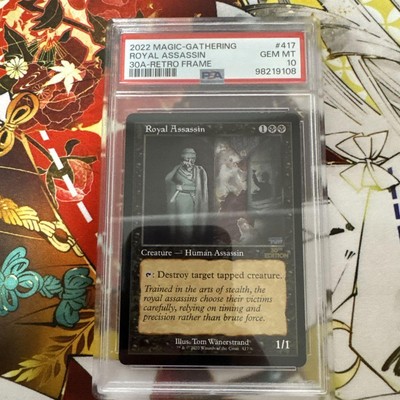 2022 MAGIC-GATHERING #417
ROYAL ASSASSIN GEM MT
30A-RETRO FRAME 10
PSA 98219108
Royal Assassin 1
Creature — Human Assassin
: Destroy target tapped creature.
Trained in the arts of stealth, the
royal assassins choose their victims
carefully, relying on timing and
precision rather than brute force.
Illus. Tom Wänerstrand
1/1